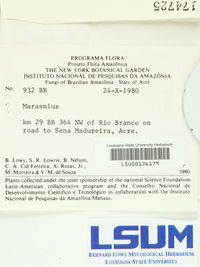 174725
PROGRAMA FLORA
Projeto Flora Amazônica
THE NEW YORK BOTANICAL GARDEN
INSTITUTO NACIONAL DE PESQUISAS DA AMAZÔNIA
Fungi of Brazilian Amazônia - State of Acre
No. 932 BR 24-X-1980
Marasmius
km 29 BR 364 NW of Rio Branco on
road to Sena Madureira, Acre.
Louisiana State University Herbarium
LSU00176179
B. Lowy, S. R. Lowrie, B. Nelson,
C. A. Cid Ferreira, A. Rosas, Jr.,
M. Morreira & V. M. de Souza 1980
Plants collected under the joint sponsorship of the national Science Foundation
Latin-American collaborative program and the Conselho Nacional de
Desenvolvimento Científico e Tecnológico in collaboration with the Instituto
Nacional de Pesquisas da Amazônia-Manaus.
LSUM
BERNARD LOWY MYCOLOGICAL HERBARIUM
LOUISIANA STATE UNIVERSITY